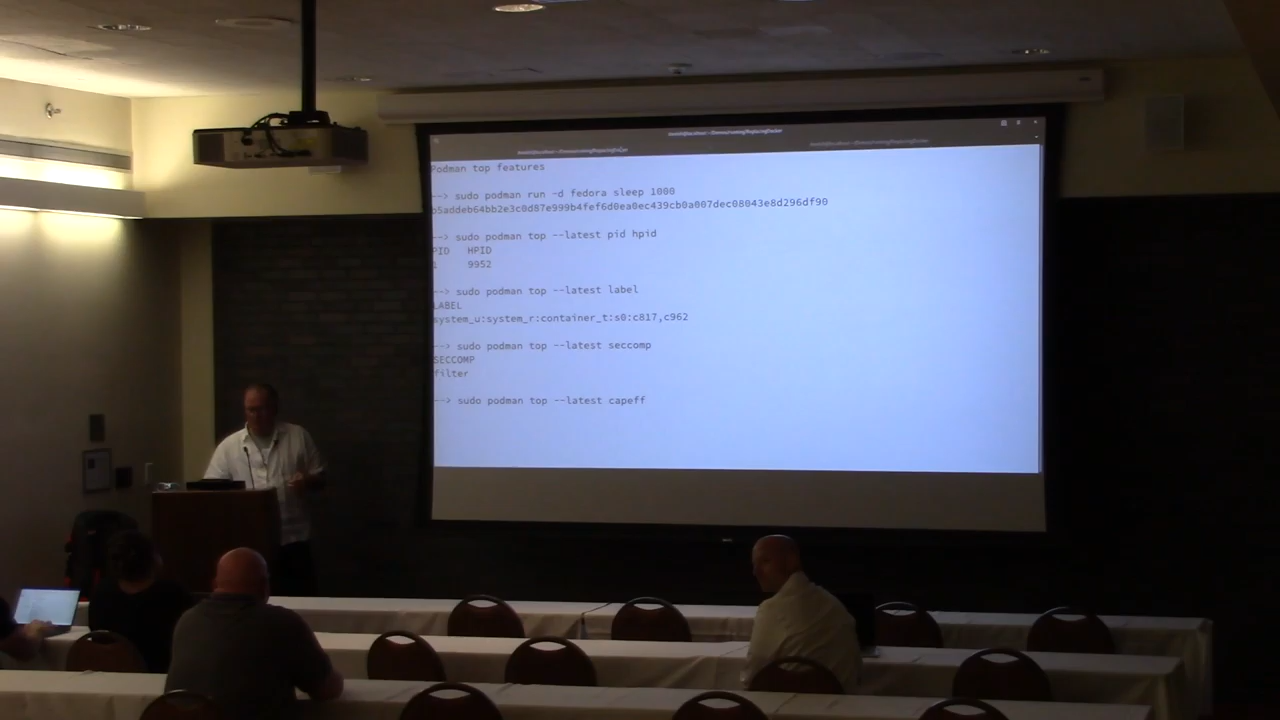 Podman top features
--> sudo podman run -d fedora sleep 1000
b5addeb64bb2e3c0d87e999b4fef6d0ea0ec439cb0a007dec08043e8d296df90
--> sudo podman top --latest pid hpid
PID HPID
1 9952
--> sudo podman top --latest label
LABEL
system_u:system_r:container_t:s0:c817,c962
--> sudo podman top --latest seccomp
SECCOMP
filter
--> sudo podman top --latest capeff